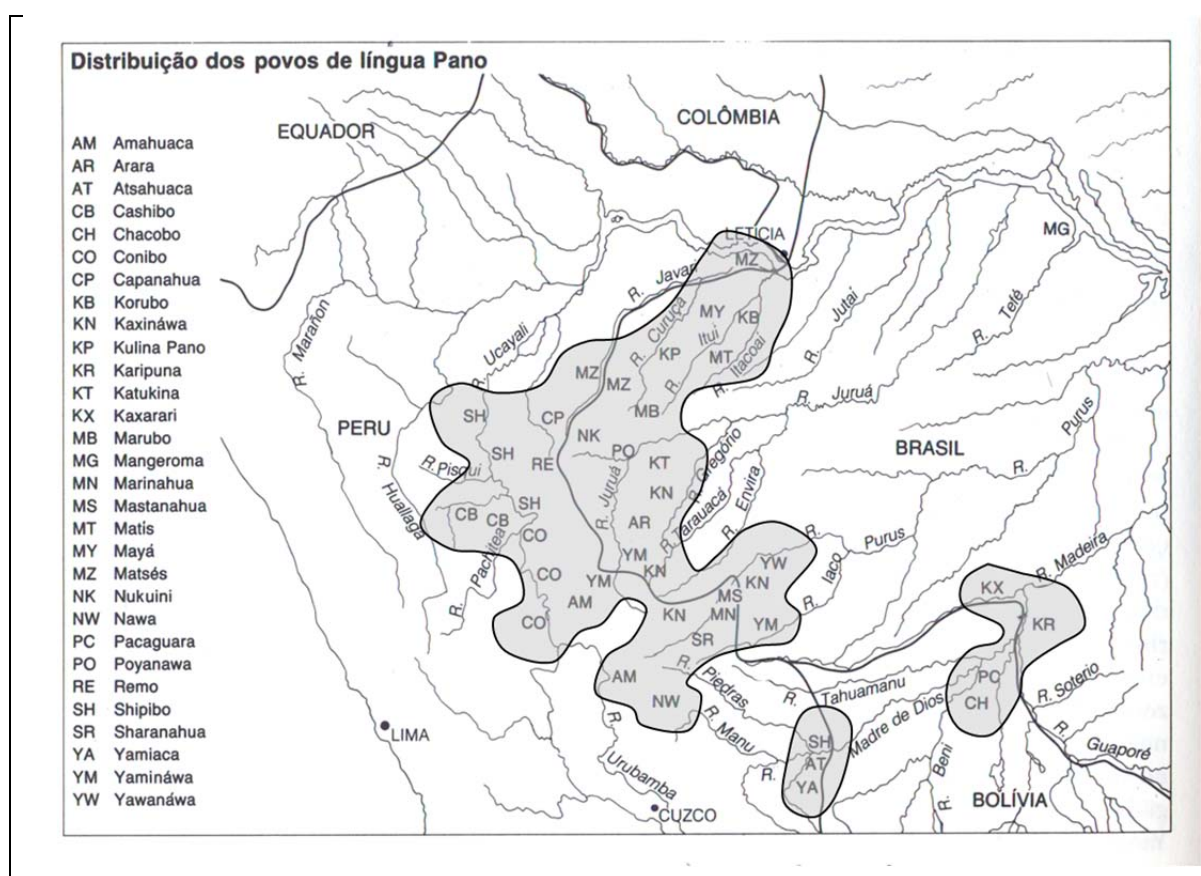 Distribuição dos povos de língua Pano
AM Amahuaca
AR Arara
AT Atsahuaca
CB Cashibo
CH Chacobo
CO Conibo
CP Capanahua
KB Korubo
KN Kaxináwa
KP Kulina Pano
KR Karipuna
KT Katukina
KX Kaxarari
MB Marubo
MG Mangeroma
MN Marinahua
MS Mastanahua
MT Matis
MY Mayá
MZ Matsés
NK Nukuini
NW Nawa
PC Pacaguara
PO Poyanawa
RE Remo
SH Shipibo
SR Sharanahua
YA Yamiaca
YM Yamináwa
YW Yawanáwa
EQUADOR
COLÔMBIA
LETÍCIA
MG
MZ
R. Javari
R. Marañon
R. Ucayali
R. Curuçá
MY
KB
R. Itui
R. Itacoai
R. Jutai
R. Tefé
KP
MT
MZ
MZ
MB
R. Juruá
SH
CP
PERU
NK
BRASIL
R. Purus
SH
RE
PO
KT
R. Gregório
R. Pisqui
R. Huallaga
R. Juruá
KN
R. Envira
SH
CB
CB
CO
AR
R. Tarauacá
R. Purus
R. Iaco
R. Madeira
R. Pachitea
YM
KN
YW
KN
CO
YM
AM
MS
MN
KN
YM
KX
KR
CO
SR
AM
NW
R. Piedras
R. Tahuamanu
PC
CH
R. Soterio
R. Manu
R. Madre de Dios
SH
AT
YA
LIMA
R. Urubamba
CUZCO
R. Beni
R. Guaporé
BOLÍVIA